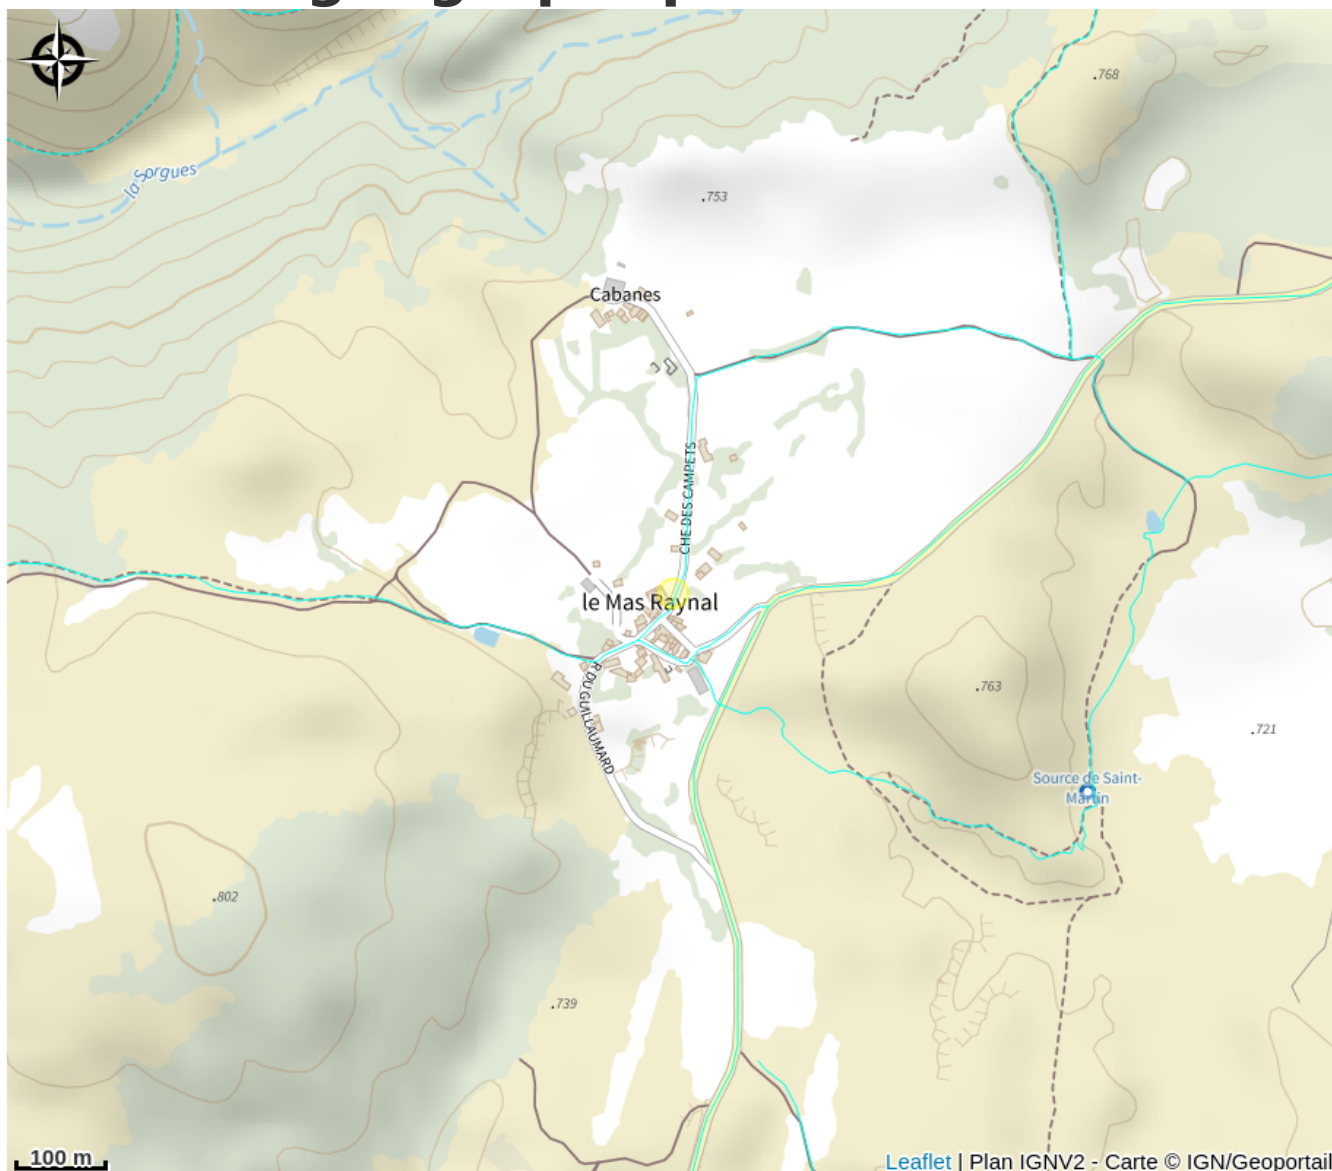 la Sorgues
.768
.753
Cabanes
CHE DES CAMPETS
le Mas Raynal
R DU GUILLAUMARD
.763
.721
Source de Saint-
Martin
.802
.739
100 m
Leaflet | Plan IGNV2 - Carte © IGN/Geoportail